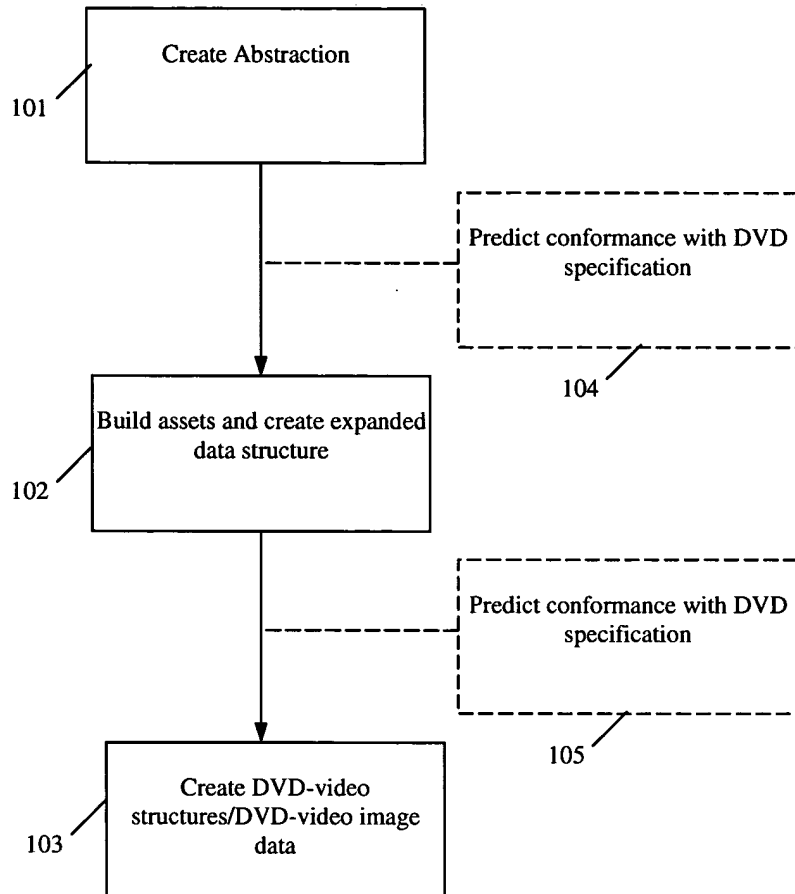 Create Abstraction
101
Predict conformance with DVD
specification
104
Build assets and create expanded
data structure
102
Predict conformance with DVD
specification
105
Create DVD-video
structures/DVD-video image
data
103